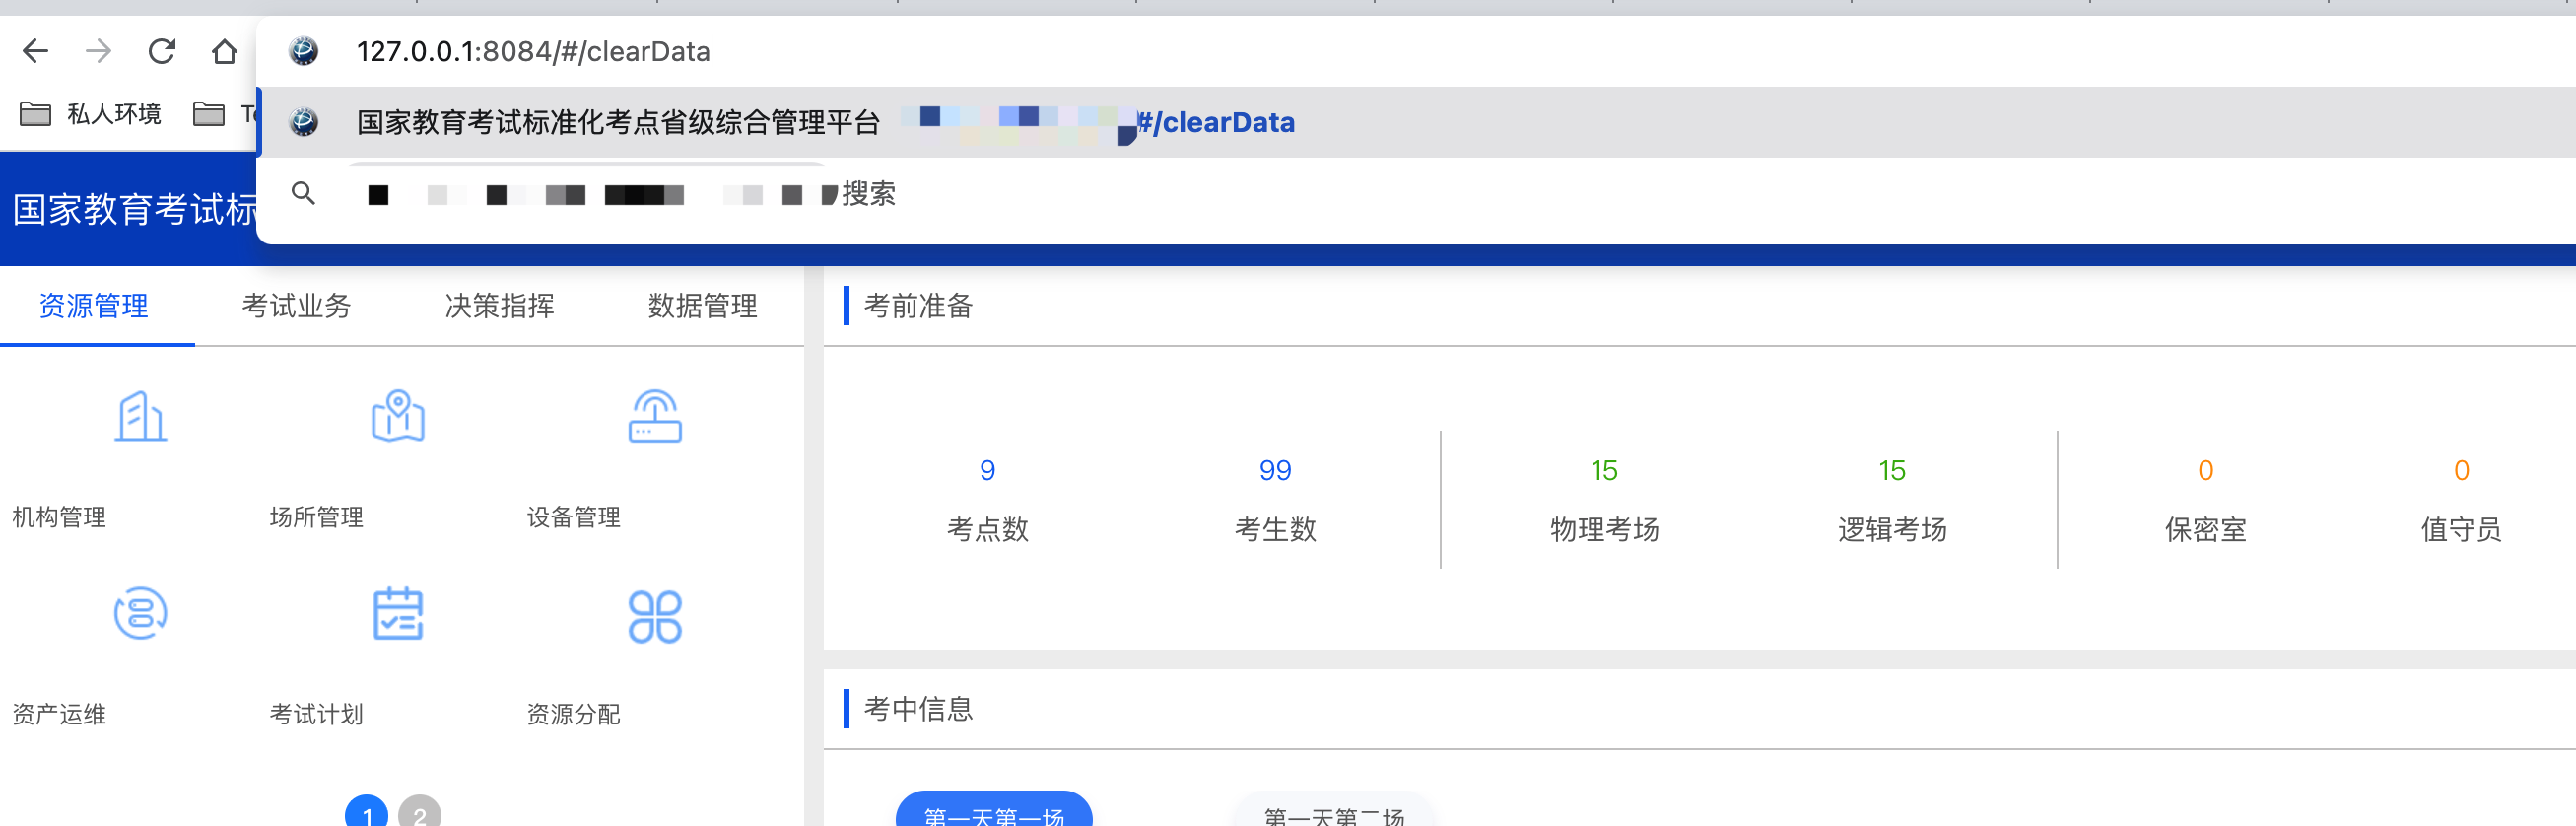 127.0.0.1:8084/#/clearData
私人环境
国家教育考试标准化考点省级综合管理平台 #/clearData
搜索
国家教育考试标
资源管理 考试业务 决策指挥 数据管理
机构管理 场所管理 设备管理
资产运维 考试计划 资源分配
1 2
考前准备
9 99 15 15 0 0
考点数 考生数 物理考场 逻辑考场 保密室 值守员
考中信息
第一天第一场 第一天第二场